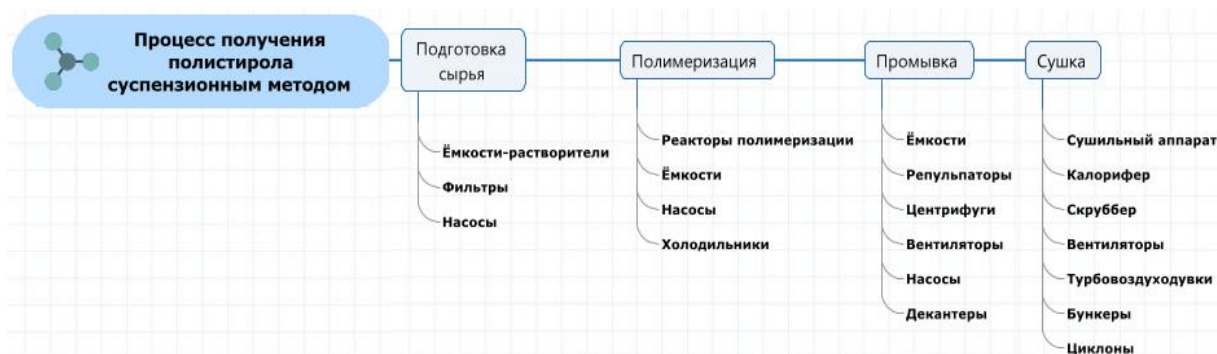 Процесс получения
полистирола
суспензионным методом
Подготовка
сырья
Ёмкости-растворители
Фильтры
Насосы
Полимеризация
Реакторы полимеризации
Ёмкости
Насосы
Холодильники
Промывка
Ёмкости
Репульпаторы
Центрифуги
Вентиляторы
Насосы
Декантеры
Сушка
Сушильный аппарат
Калорифер
Скруббер
Вентиляторы
Турбовоздуходувки
Бункеры
Циклоны